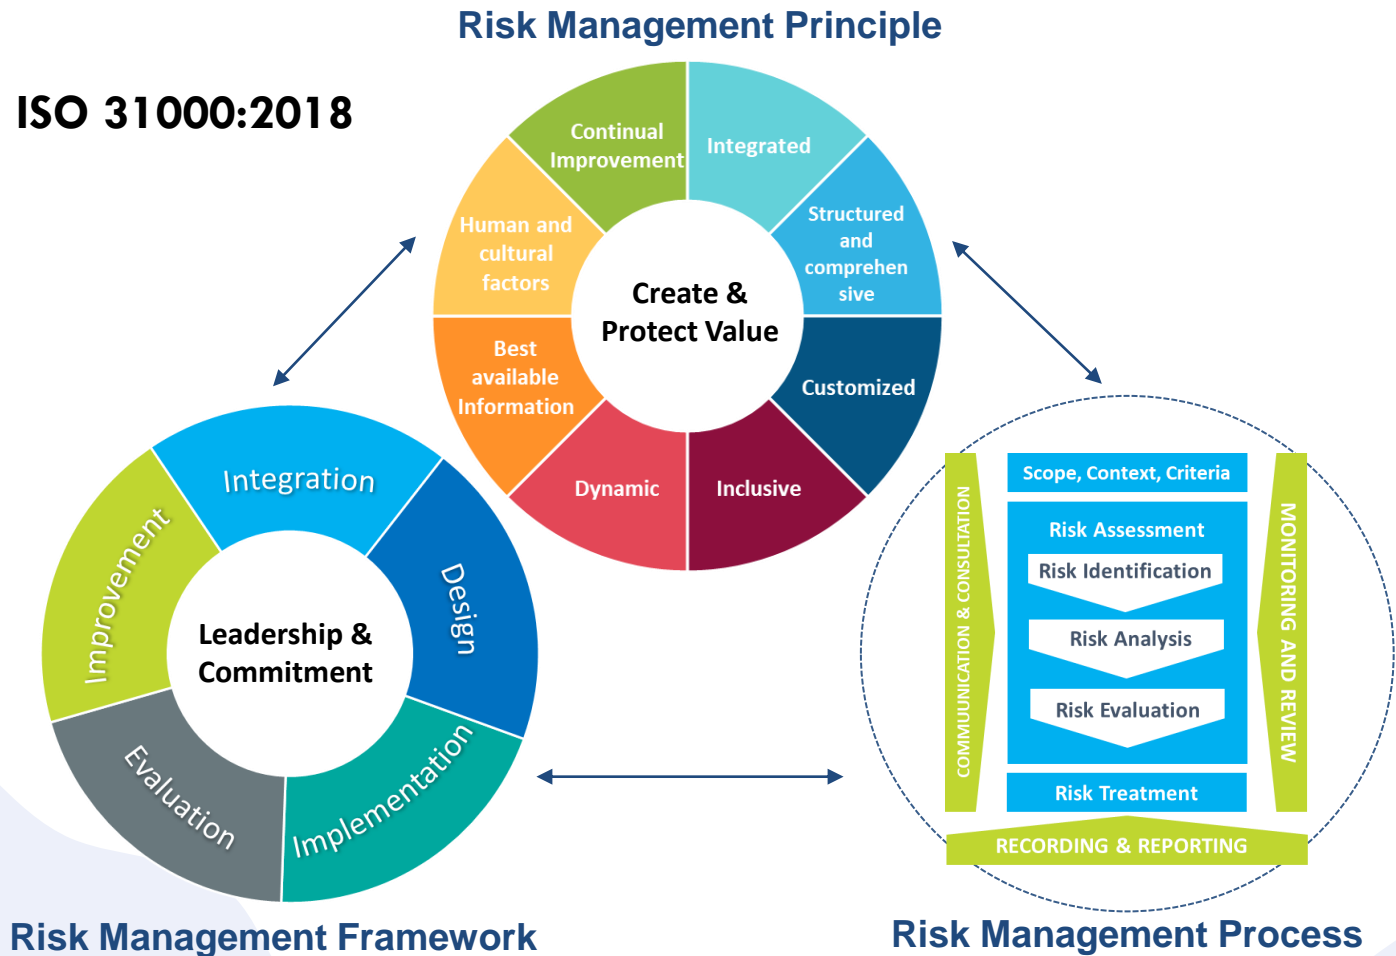 Risk Management Principle
ISO 31000:2018
Continual
Improvement
Integrated
Structured
and
comprehen
sive
Customized
Inclusive
Dynamic
Best
available
Information
Human and
cultural
factors
Create &
Protect Value
Integration
Design
Implementation
Evaluation
Improvement
Leadership &
Commitment
Risk Management Framework
COMMUUNICATION & CONSULTATION
Scope, Context, Criteria
Risk Assessment
Risk Identification
Risk Analysis
Risk Evaluation
Risk Treatment
MONITORING AND REVIEW
RECORDING & REPORTING
Risk Management Process